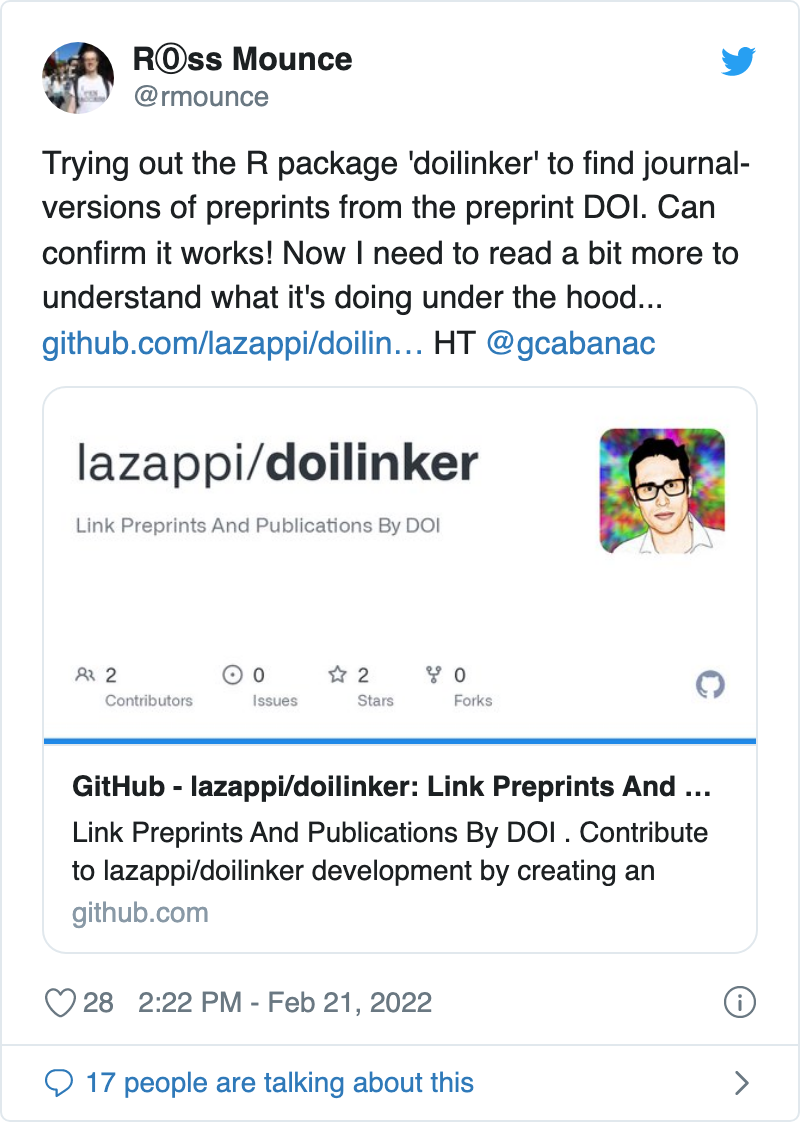 R⓪ss Mounce
@rmounce
Trying out the R package 'doilinker' to find journal-
versions of preprints from the preprint DOI. Can
confirm it works! Now I need to read a bit more to
understand what it's doing under the hood...
github.com/lazappi/doilin… HT @gcabanac
lazappi/doilinker
Link Preprints And Publications By DOI
2 0 2 0
Contributors Issues Stars Forks
GitHub - lazappi/doilinker: Link Preprints And ...
Link Preprints And Publications By DOI . Contribute
to lazappi/doilinker development by creating an
github.com
28 2:22 PM - Feb 21, 2022
17 people are talking about this